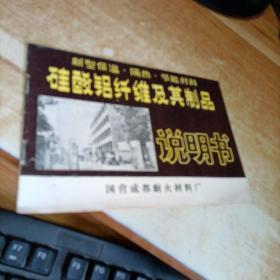 新型保温·隔热·节能材料
硅酸铝纤维及其制品
说明书
国营成都耐火材料厂